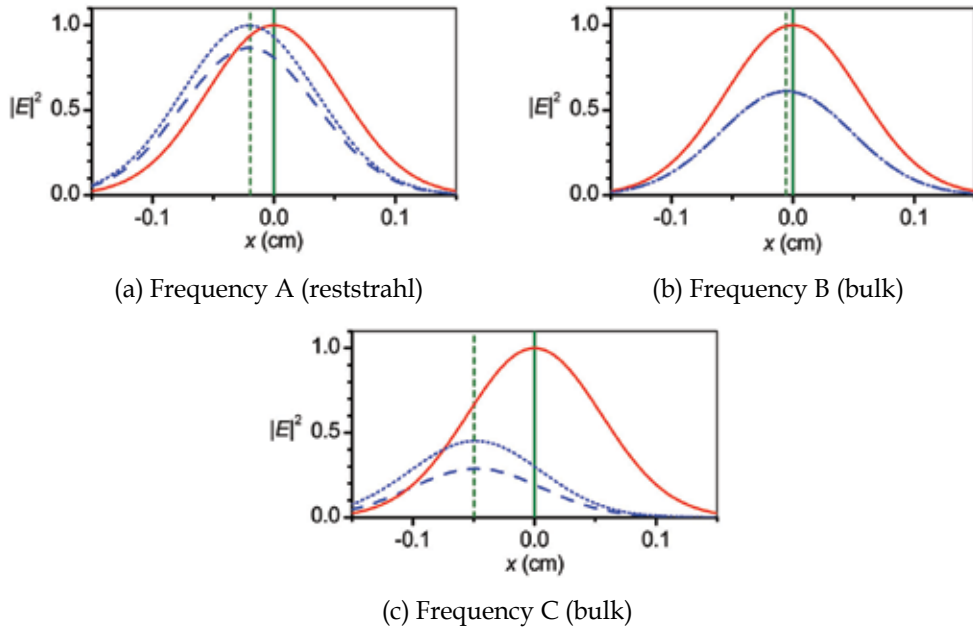 1.0
|E|²
0.5
0.0
-0.1 0.0 0.1
x (cm)
(a) Frequency A (reststrahl)
1.0
|E|²
0.5
0.0
-0.1 0.0 0.1
x (cm)
(b) Frequency B (bulk)
1.0
|E|²
0.5
0.0
-0.1 0.0 0.1
x (cm)
(c) Frequency C (bulk)